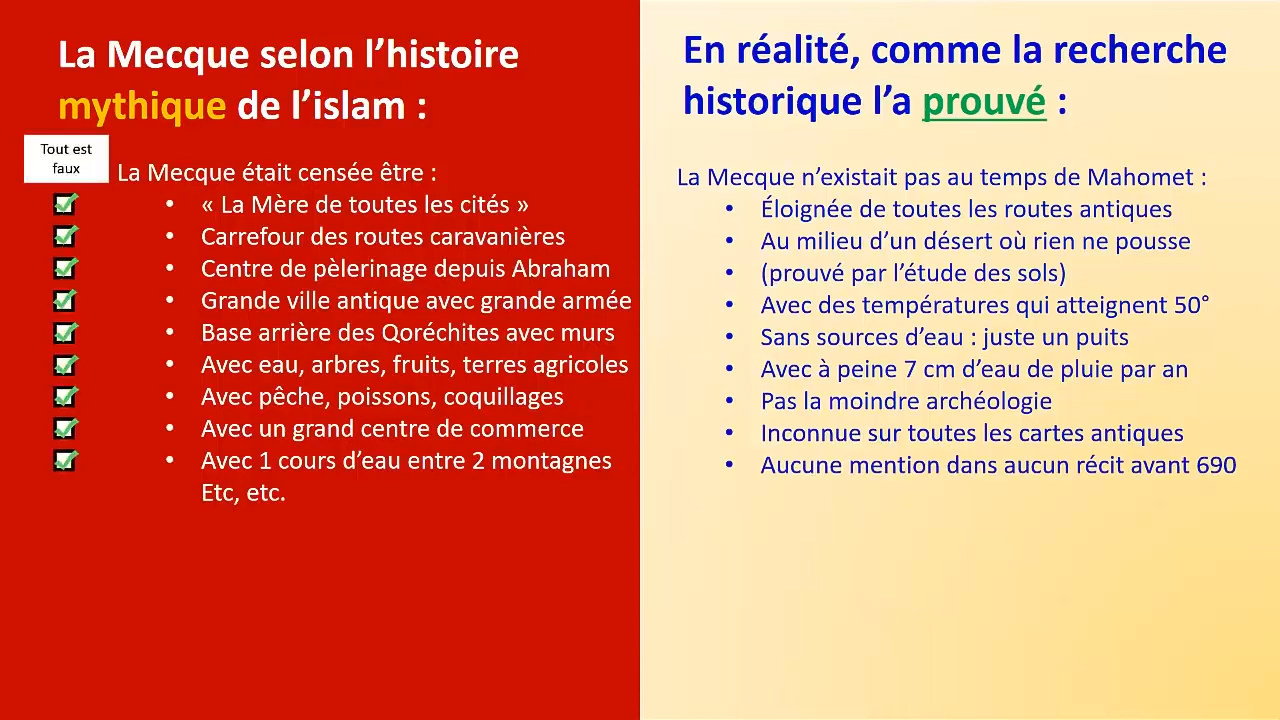 La Mecque selon l’histoire
mythique de l’islam :
Tout est
faux
La Mecque était censée être :
• « La Mère de toutes les cités »
• Carrefour des routes caravanières
• Centre de pèlerinage depuis Abraham
• Grande ville antique avec grande armée
• Base arrière des Qoréchites avec murs
• Avec eau, arbres, fruits, terres agricoles
• Avec pêche, poissons, coquillages
• Avec un grand centre de commerce
• Avec 1 cours d’eau entre 2 montagnes
Etc, etc.
En réalité, comme la recherche
historique l’a prouvé :
La Mecque n’existait pas au temps de Mahomet :
• Éloignée de toutes les routes antiques
• Au milieu d’un désert où rien ne pousse
• (prouvé par l’étude des sols)
• Avec des températures qui atteignent 50°
• Sans sources d’eau : juste un puits
• Avec à peine 7 cm d’eau de pluie par an
• Pas la moindre archéologie
• Inconnue sur toutes les cartes antiques
• Aucune mention dans aucun récit avant 690